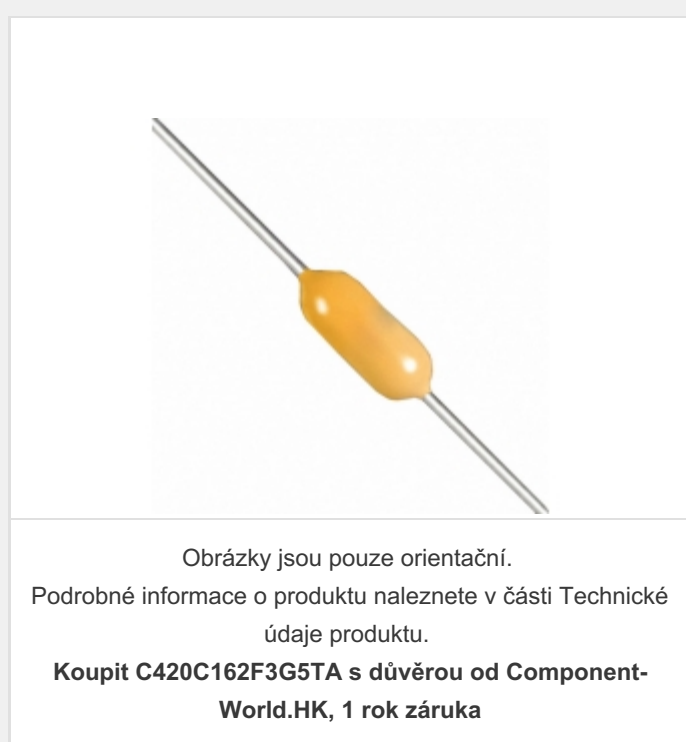 Obrázky jsou pouze orientační.
Podrobné informace o produktu naleznete v části Technické
údaje produktu.
Koupit C420C162F3G5TA s důvěrou od Component-
World.HK, 1 rok záruka